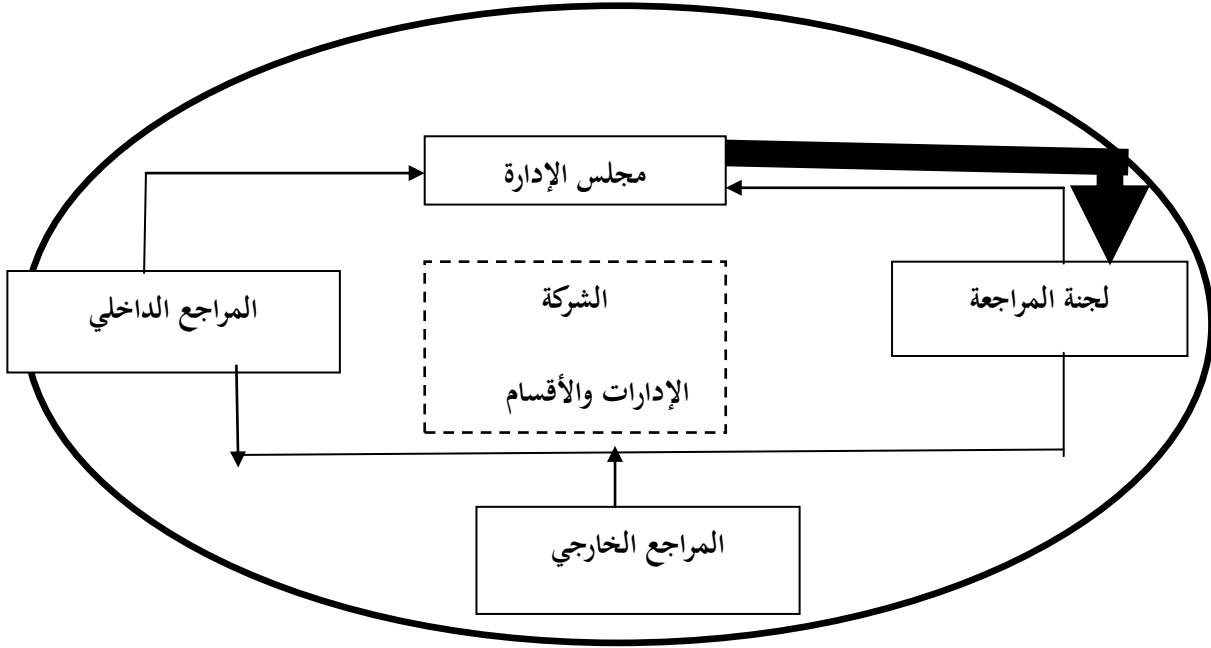 مجلس الإدارة
لجنة المراجعة
الشركة
المراجع الداخلي
الإدارات والأقسام
المراجع الخارجي